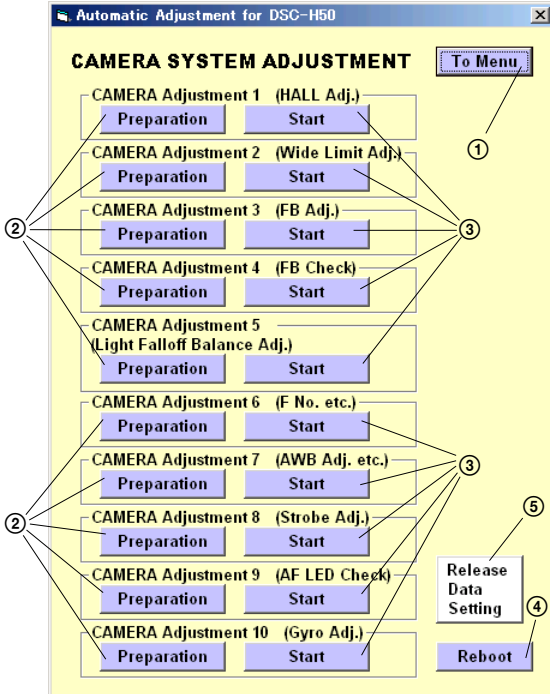 Automatic Adjustment for DSC-H50
CAMERA SYSTEM ADJUSTMENT
To Menu
CAMERA Adjustment 1 (HALL Adj.)
Preparation Start
①
CAMERA Adjustment 2 (Wide Limit Adj.)
Preparation Start
CAMERA Adjustment 3 (FB Adj.)
② Preparation Start ③
CAMERA Adjustment 4 (FB Check)
Preparation Start
CAMERA Adjustment 5
(Light Falloff Balance Adj.)
Preparation Start
CAMERA Adjustment 6 (F No. etc.)
Preparation Start
CAMERA Adjustment 7 (AWB Adj. etc.)
③
Preparation Start
⑤
CAMERA Adjustment 8 (Strobe Adj.)
②
Preparation Start
CAMERA Adjustment 9 (AF LED Check)
Preparation Start
Release
Data
Setting
④
CAMERA Adjustment 10 (Gyro Adj.)
Preparation Start
Reboot